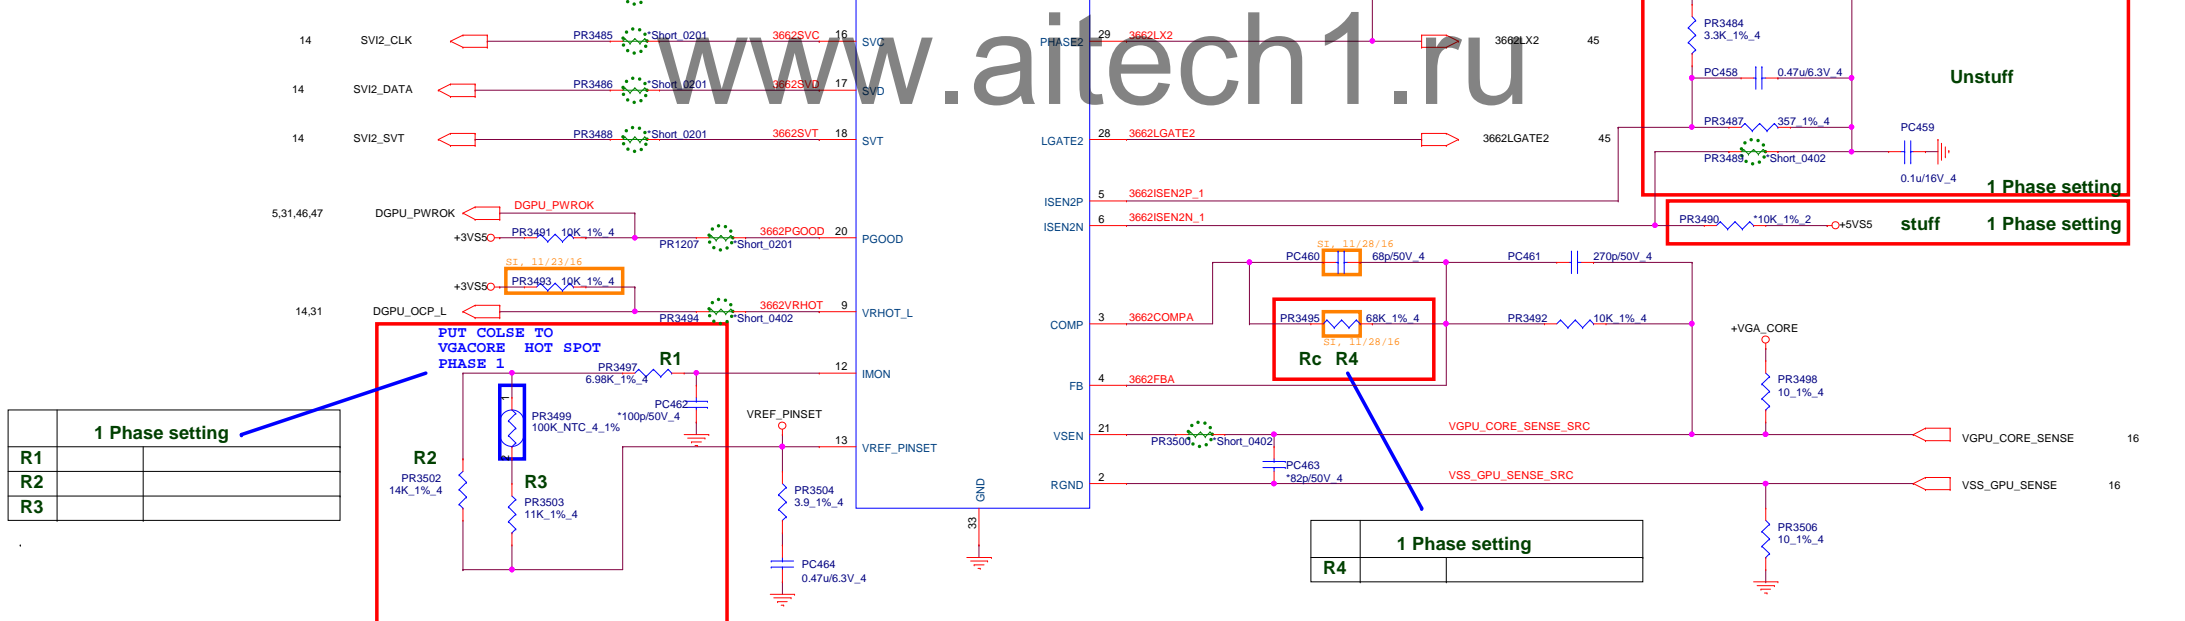 www.aitech1.ru
14 SVI2_CLK PR3485 *Short_0201 3662SVC 16 SVC
14 SVI2_DATA PR3486 *Short_0201 3662SVD 17 SVD
14 SVI2_SVT PR3488 *Short_0201 3662SVT 18 SVT
5,31,46,47 DGPU_PWROK DGPU_PWROK
+3VS5 PR3491 10K_1%_4 PR1207 *Short_0201 3662PGOOD 20 PGOOD
SI, 11/23/16
+3VS5 PR3493 10K_1%_4
14,31 DGPU_OCP_L PR3494 *Short_0402 3662VRHOT 9 VRHOT_L
PUT COLSE TO
VGACORE HOT SPOT
PHASE 1
PR3497 R1
6.98K_1%_4
12 IMON
PC462
*100p/50V_4
1
PR3499
100K_NTC_4_1%
2
VREF_PINSET
13 VREF_PINSET
R2
PR3502
14K_1%_4
R3
PR3503
11K_1%_4
PR3504
3.9_1%_4
PC464
0.47u/6.3V_4
1 Phase setting
R1
R2
R3
.
GND
33
PHASE2 29 3662LX2 3662LX2 45
LGATE2 28 3662LGATE2 3662LGATE2 45
ISEN2P 5 3662ISEN2P_1
ISEN2N 6 3662ISEN2N_1
PR3484
3.3K_1%_4
PC458 0.47u/6.3V_4
Unstuff
PR3487 357_1%_4
PR3489 *Short_0402
PC459
0.1u/16V_4
1 Phase setting
PR3490 *10K_1%_2 +5VS5 stuff 1 Phase setting
SI, 11/28/16
PC460 68p/50V_4 PC461 270p/50V_4
COMP 3 3662COMPA PR3495 68K_1%_4 PR3492 10K_1%_4
SI, 11/28/16
Rc R4
FB 4 3662FBA
+VGA_CORE
PR3498
10_1%_4
VSEN 21 PR3500 *Short_0402 VGPU_CORE_SENSE_SRC VGPU_CORE_SENSE 16
PC463
*82p/50V_4
RGND 2 VSS_GPU_SENSE_SRC VSS_GPU_SENSE 16
PR3506
10_1%_4
1 Phase setting
R4